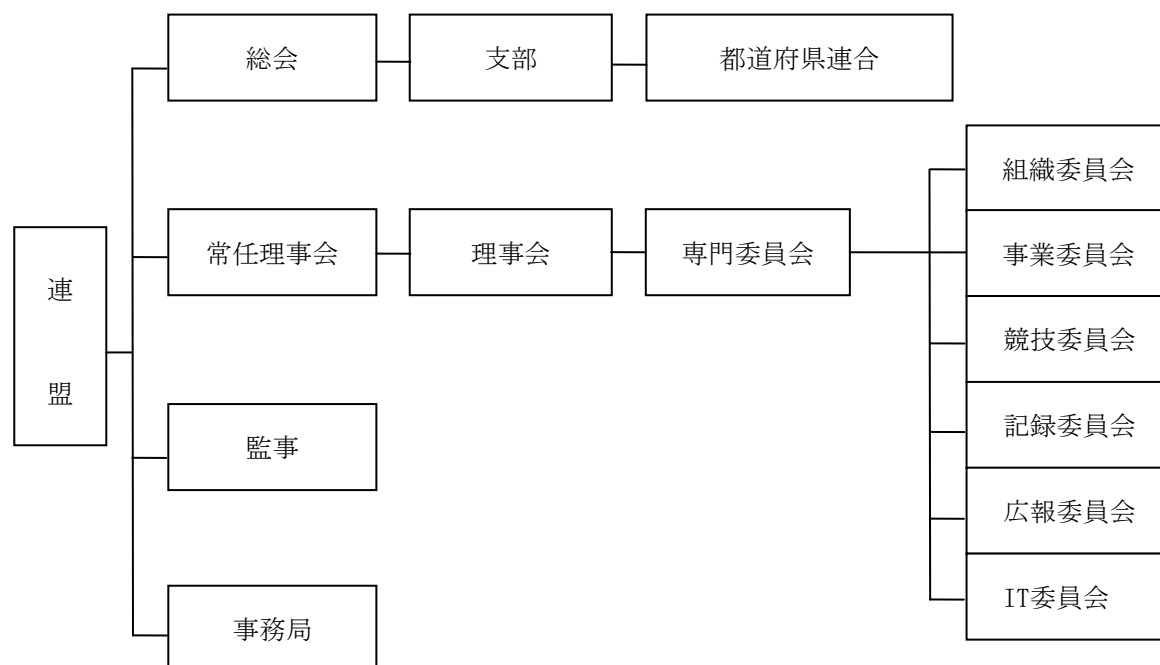 総会
支部
都道府県連合
組織委員会
常任理事会
理事会
専門委員会
事業委員会
連盟
競技委員会
監事
記録委員会
広報委員会
IT委員会
事務局